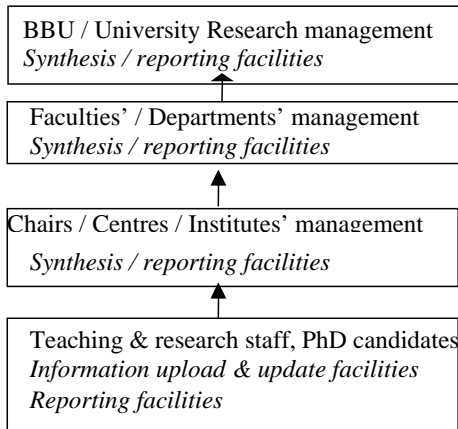 BBU / University Research management
Synthesis / reporting facilities
Faculties’ / Departments’ management
Synthesis / reporting facilities
Chairs / Centres / Institutes’ management
Synthesis / reporting facilities
Teaching & research staff, PhD candidates
Information upload & update facilities
Reporting facilities